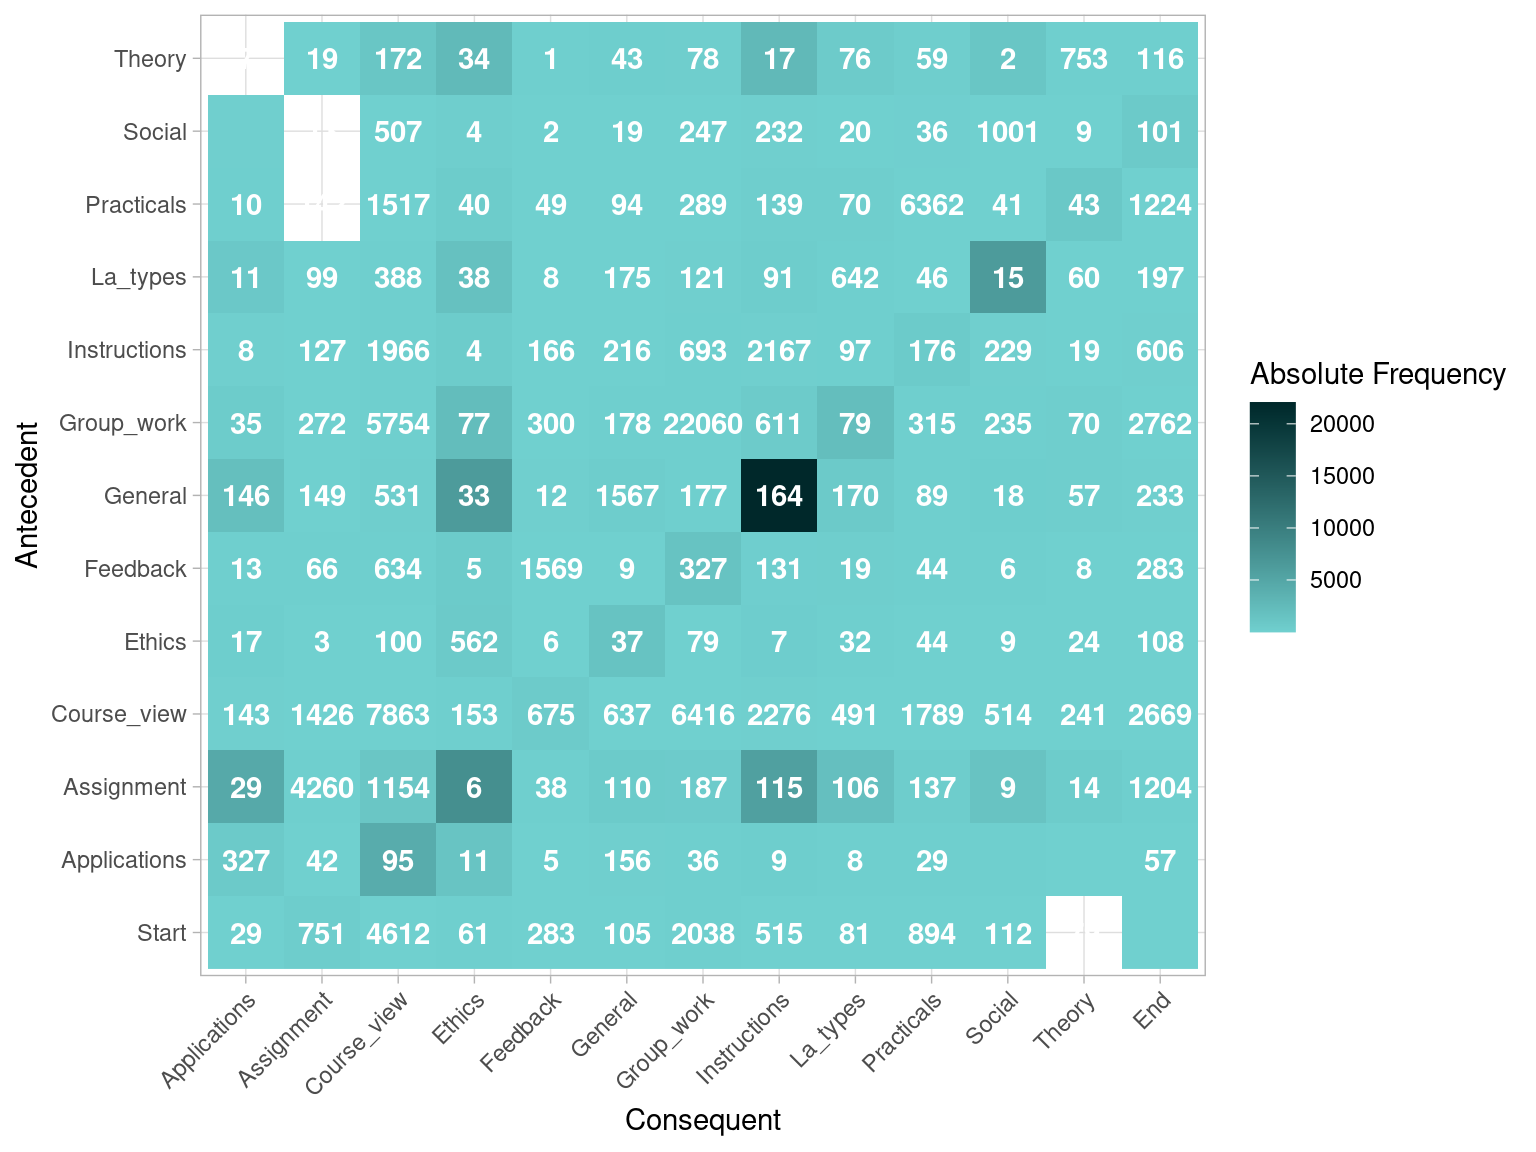 Theory 19 172 34 1 43 78 17 76 59 2 753 116
Social 507 4 2 19 247 232 20 36 1001 9 101
Practicals 10 1517 40 49 94 289 139 70 6362 41 43 1224
La_types 11 99 388 38 8 175 121 91 642 46 15 60 197
Instructions 8 127 1966 4 166 216 693 2167 97 176 229 19 606
Group_work 35 272 5754 77 300 178 22060 611 79 315 235 70 2762
General 146 149 531 33 12 1567 177 164 170 89 18 57 233
Feedback 13 66 634 5 1569 9 327 131 19 44 6 8 283
Ethics 17 3 100 562 6 37 79 7 32 44 9 24 108
Course_view 143 1426 7863 153 675 637 6416 2276 491 1789 514 241 2669
Assignment 29 4260 1154 6 38 110 187 115 106 137 9 14 1204
Applications 327 42 95 11 5 156 36 9 8 29 57
Start 29 751 4612 61 283 105 2038 515 81 894 112
Applications Assignment Course_view Ethics Feedback General Group_work Instructions La_types Practicals Social Theory End
Consequent
Antecedent
Absolute Frequency
20000
15000
10000
5000